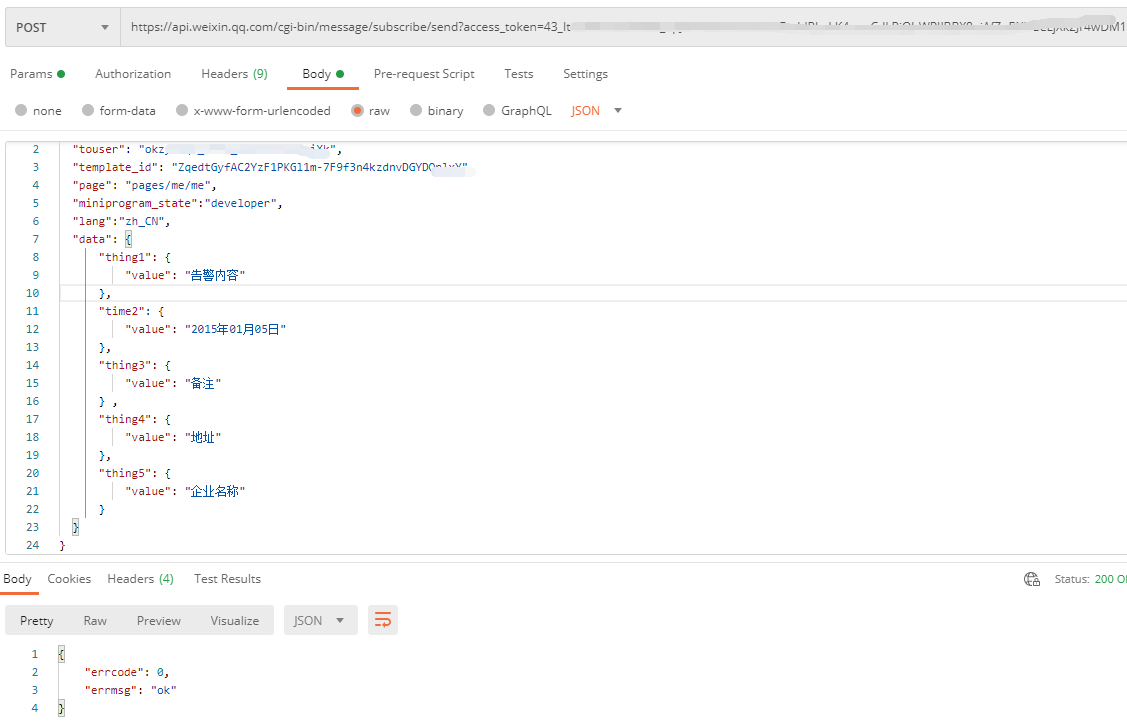 POST https://api.weixin.qq.com/cgi-bin/message/subscribe/send?access_token=43_lt
Params Authorization Headers (9) Body Pre-request Script Tests Settings
none form-data x-www-form-urlencoded raw binary GraphQL JSON
2 "touser": "okz
3 "template_id": "ZqedtGyfAC2YzF1PKGl1m-7F9f3n4kzdnvDGYD
4 "page": "pages/me/me",
5 "miniprogram_state":"developer",
6 "lang":"zh_CN",
7 "data": {
8 "thing1": {
9 "value": "告警内容"
10 },
11 "time2": {
12 "value": "2015年01月05日"
13 },
14 "thing3": {
15 "value": "备注"
16 } ,
17 "thing4": {
18 "value": "地址"
19 },
20 "thing5": {
21 "value": "企业名称"
22 }
23 }
24 }
Body Cookies Headers (4) Test Results Status: 200 O
Pretty Raw Preview Visualize JSON
1 {
2 "errcode": 0,
3 "errmsg": "ok"
4 }